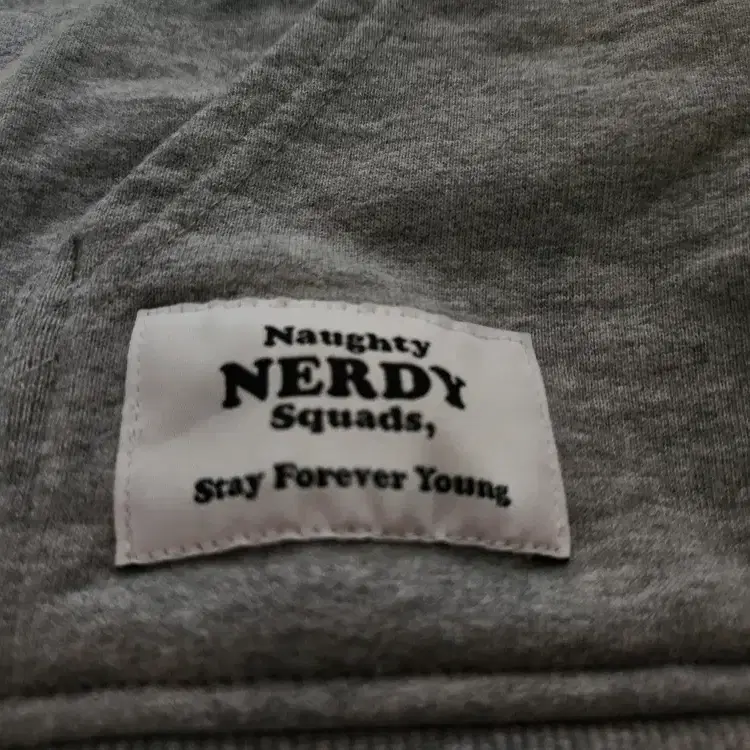 Naughty
NERDY
Squads,
Stay Forever Young